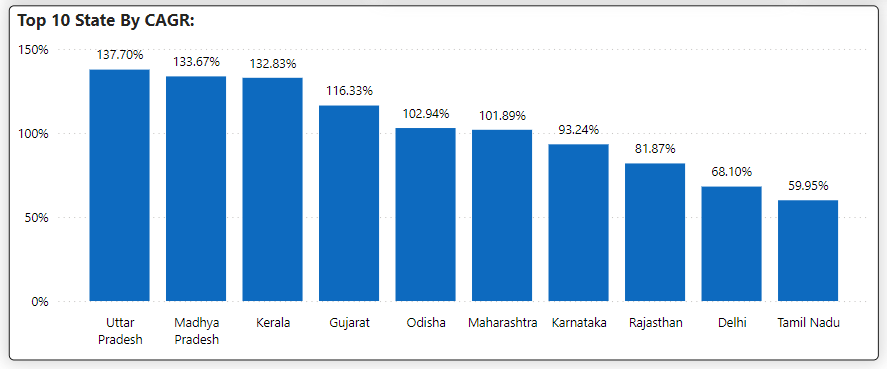 Top 10 State By CAGR:
150%
100%
50%
0%
137.70%
133.67%
132.83%
116.33%
102.94%
101.89%
93.24%
81.87%
68.10%
59.95%
Uttar
Pradesh
Madhya
Pradesh
Kerala
Gujarat
Odisha
Maharashtra
Karnataka
Rajasthan
Delhi
Tamil Nadu